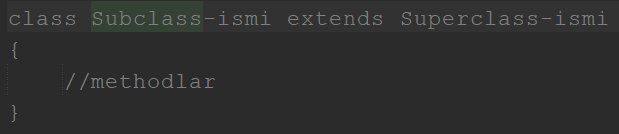 class Subclass-ismi extends Superclass-ismi
{
//methodlar
}